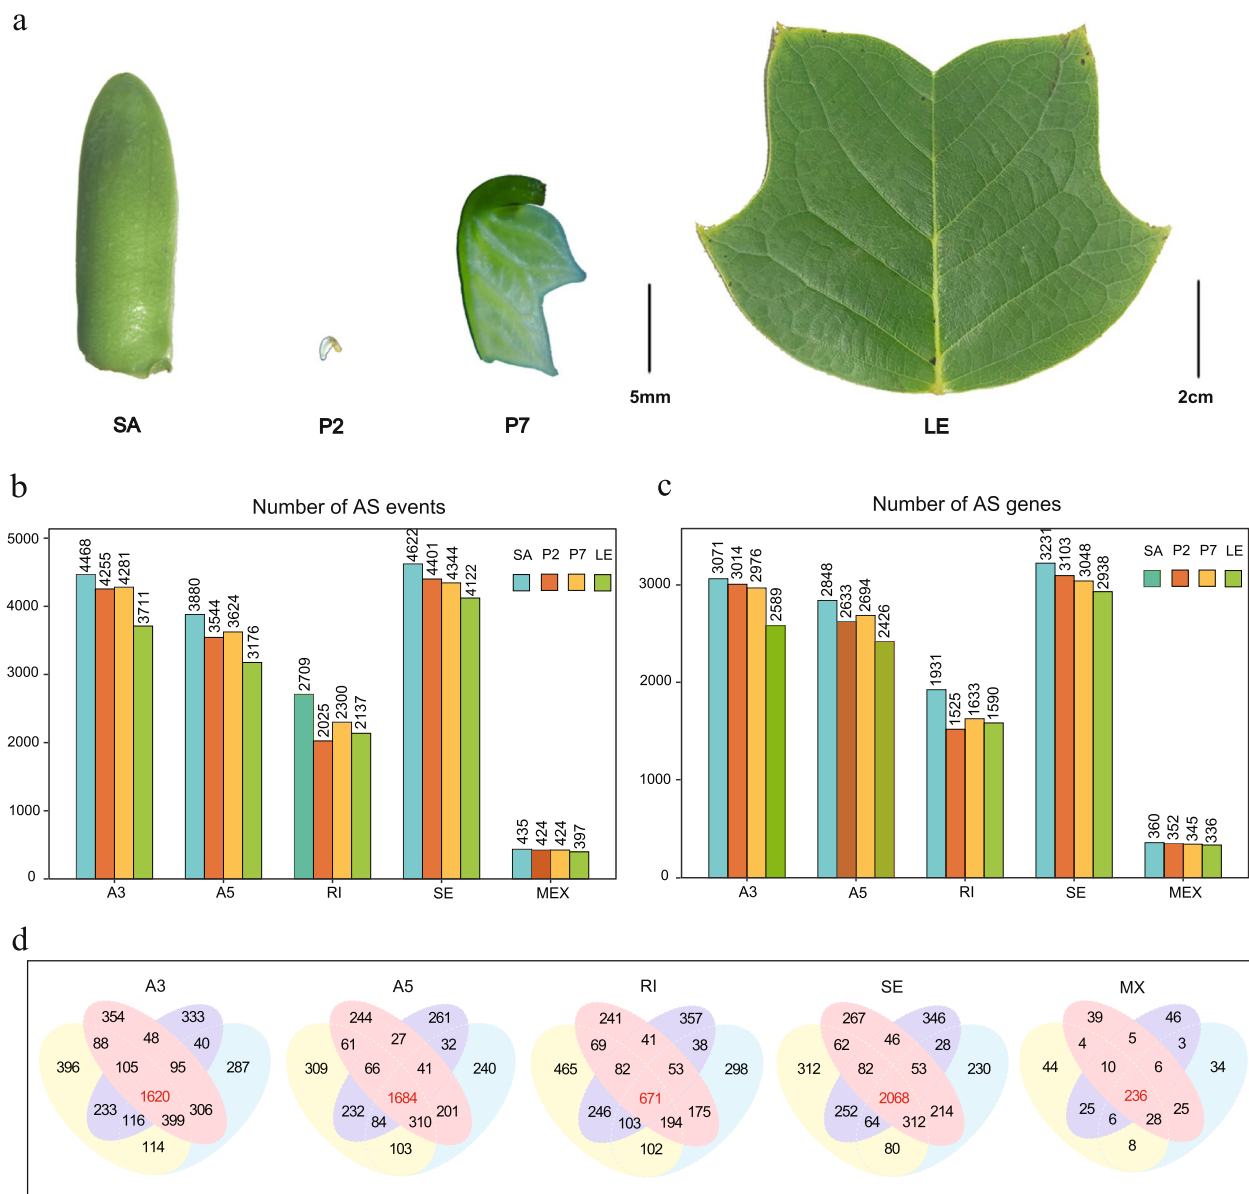 a
SA
P2
P7
5mm
LE
2cm
b
Number of AS events
SA P2 P7 LE
5000
4000
3000
2000
1000
0
4468 4255 4281 3711
3880 3544 3624 3176
2709 2025 2300 2137
4622 4401 4344 4122
435 424 424 397
A3 A5 RI SE MEX
c
Number of AS genes
SA P2 P7 LE
3000
2000
1000
0
3071 3014 2976 2589
2848 2633 2694 2426
1931 1525 1633 1590
3231 3103 3048 2938
360 352 345 336
A3 A5 RI SE MEX
d
A3
354 333
88 48 40
396 105 95 287
1620
233 116 399 306
114
A5
244 261
61 27 32
309 66 41 240
1684
232 84 310 201
103
RI
241 357
69 41 38
465 82 53 298
671
246 103 194 175
102
SE
267 346
62 46 28
312 82 53 230
2068
252 64 312 214
80
MX
39 46
4 5 3
44 10 6 34
236
25 6 28 25
8